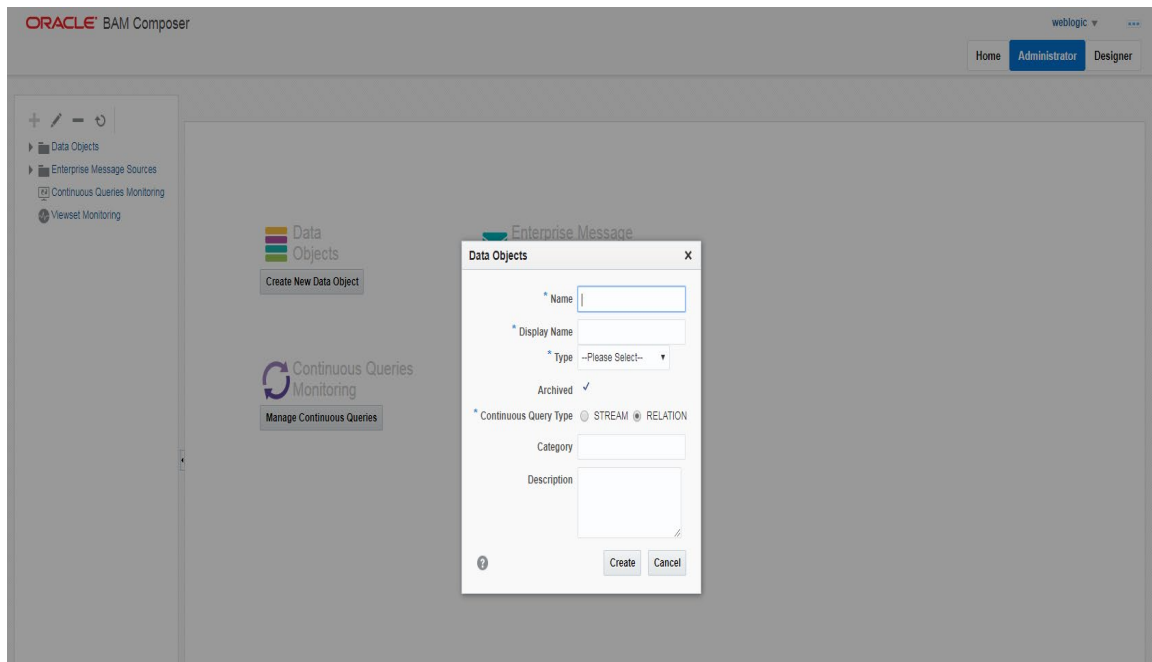 ORACLE' BAM Composer
weblogic
Home
Administrator
Designer
Data Objects
Enterprise Message Sources
Continuous Queries Monitoring
Viewset Monitoring
Data
Objects
Create New Data Object
Enterprise Message
Continuous Queries
Monitoring
Manage Continuous Queries
Data Objects
X
* Name
* Display Name
* Type --Please Select--
Archived ✓
* Continuous Query Type STREAM RELATION
Category
Description
?
Create
Cancel